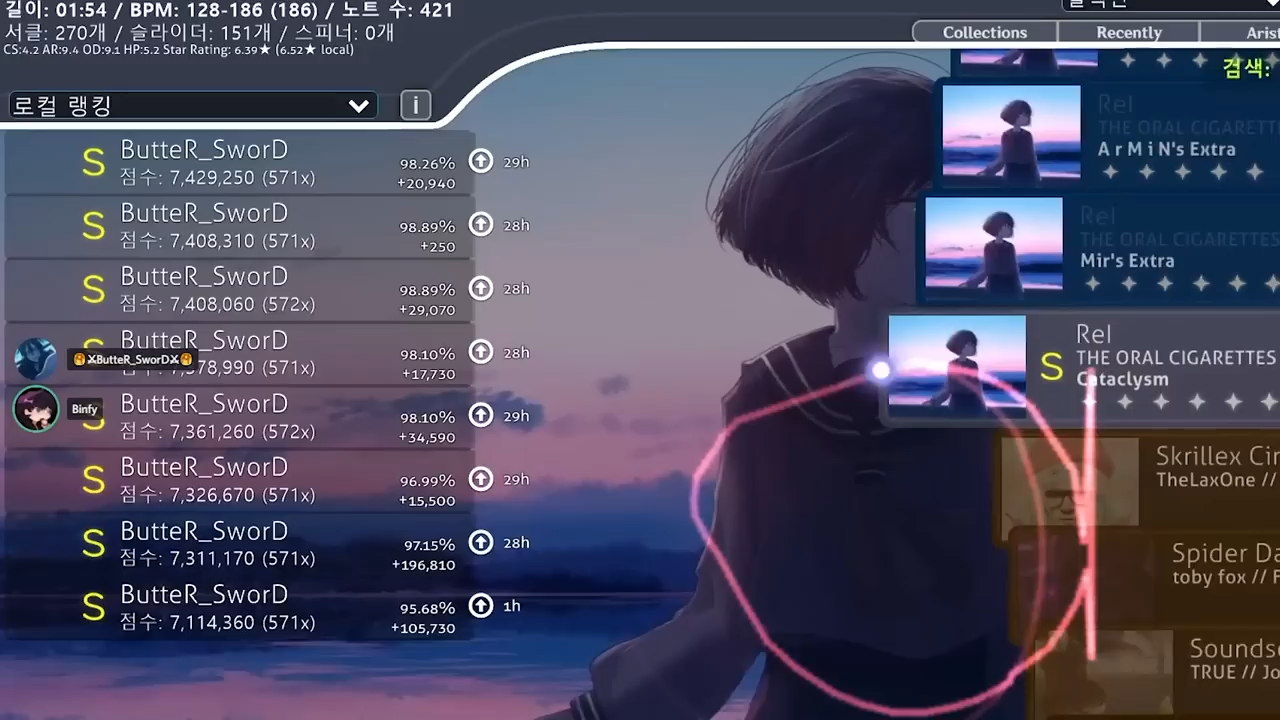 길이: 01:54 / BPM: 128-186 (186) / 노트 수: 421
서클: 270개 / 슬라이더: 151개 / 스피너: 0개
CS:4.2 AR:9.4 OD:9.1 HP:5.2 Star Rating: 6.39★ (6.52★ local)
Collections
Recently
검색:
로컬 랭킹
i
ButteR_SworD
S
점수: 7,429,250 (571x)
98.26%
+20,940
29h
ButteR_SworD
S
점수: 7,408,310 (571x)
98.89%
+250
28h
ButteR_SworD
S
점수: 7,408,060 (572x)
98.89%
+29,070
28h
ButteR_SworD
⚔ButteR_SworD⚔
98.10%
+17,730
28h
ButteR_SworD
Binfy
점수: 7,361,260 (572x)
98.10%
+34,590
29h
ButteR_SworD
S
점수: 7,326,670 (571x)
96.99%
+15,500
29h
ButteR_SworD
S
점수: 7,311,170 (571x)
97.15%
+196,810
28h
ButteR_SworD
S
점수: 7,114,360 (571x)
95.68%
+105,730
1h
ReI
THE ORAL CIGARETTES
A r M i N's Extra
ReI
THE ORAL CIGARETTES
Mir's Extra
ReI
S
THE ORAL CIGARETTES
Cataclysm
Skrillex
TheLaxOne //
Spider
toby fox //
TRUE //